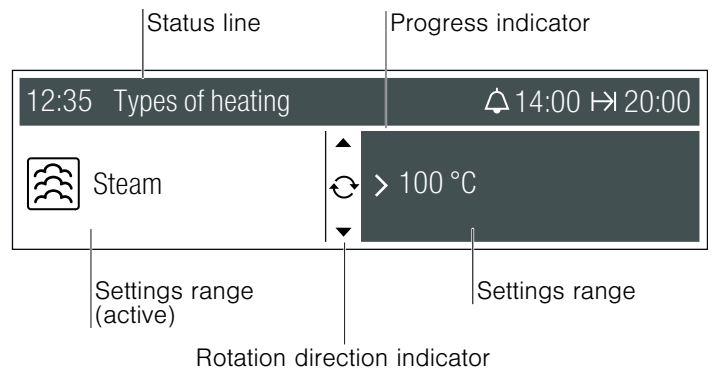 Status line
Progress indicator
12:35 Types of heating 14:00 20:00
Steam
> 100 °C
Settings range
(active)
Settings range
Rotation direction indicator